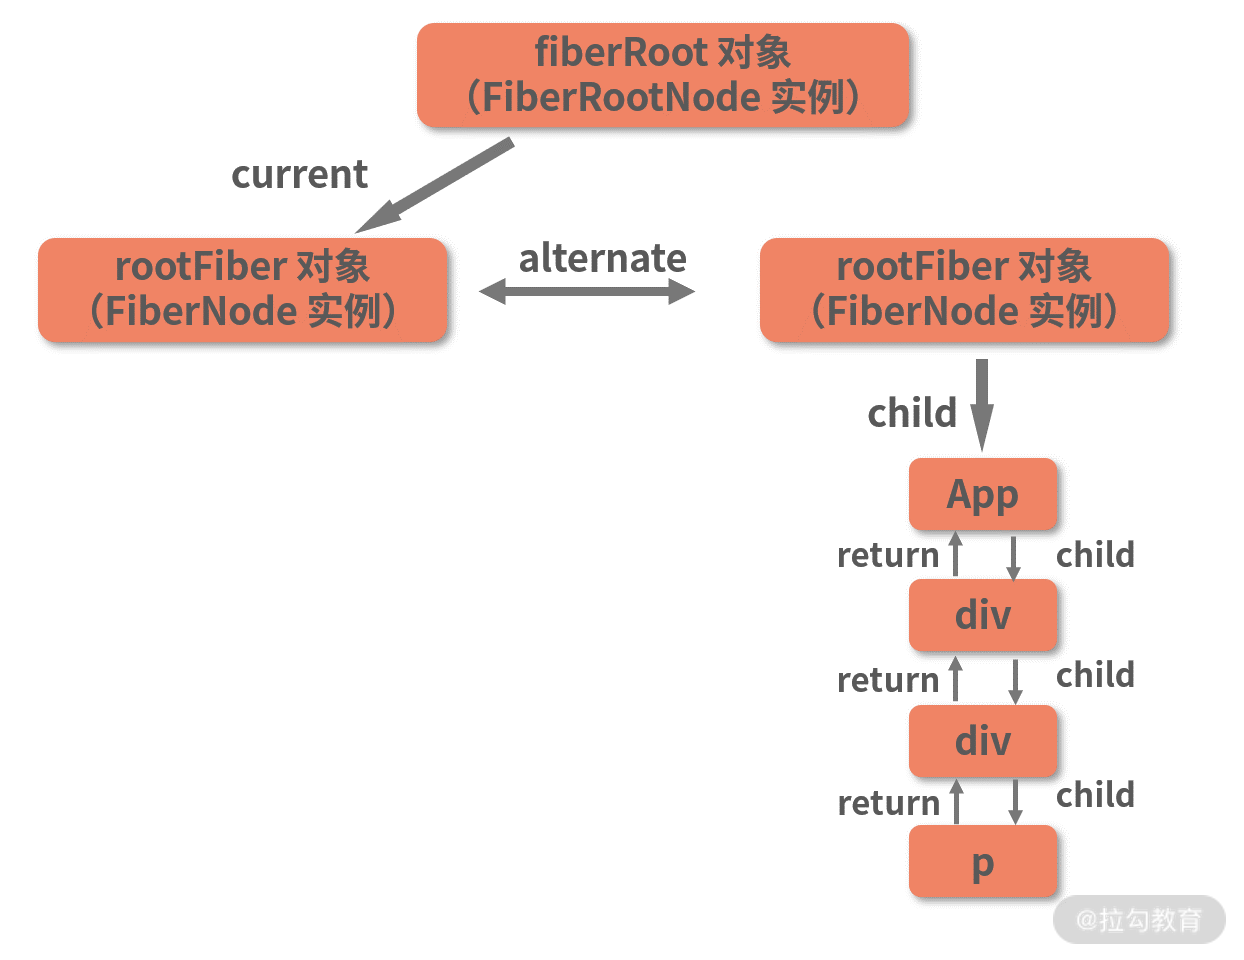 fiberRoot 对象
（FiberRootNode 实例）
current
rootFiber 对象
（FiberNode 实例）
alternate
rootFiber 对象
（FiberNode 实例）
child
App
return
child
div
return
child
div
return
child
p
@拉勾教育